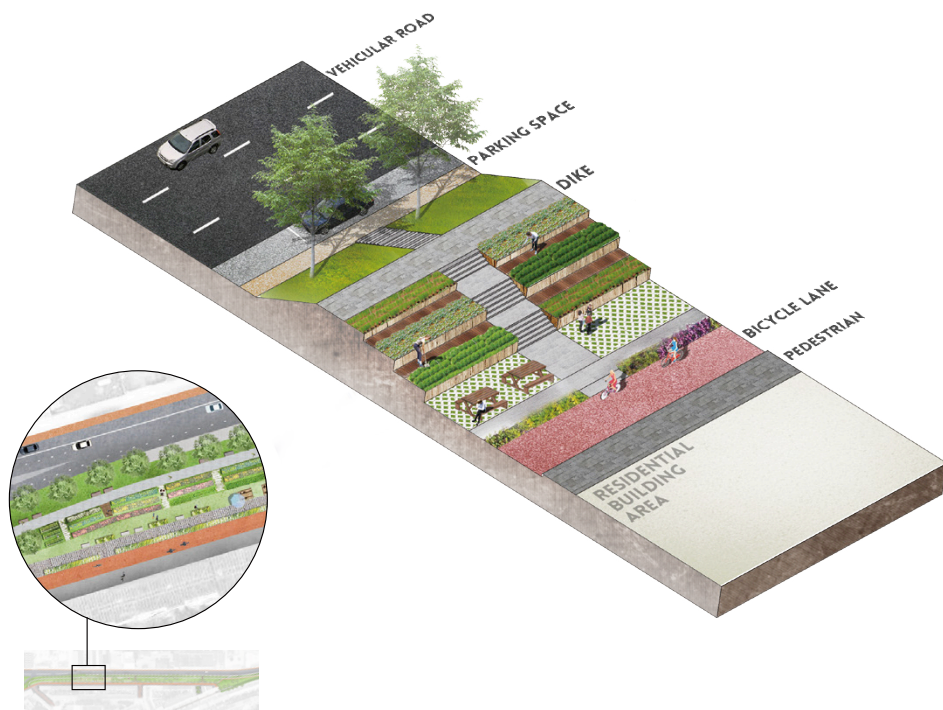 VEHICULAR ROAD
PARKING SPACE
DIKE
BICYCLE LANE
PEDESTRIAN
RESIDENTIAL
BUILDING
AREA